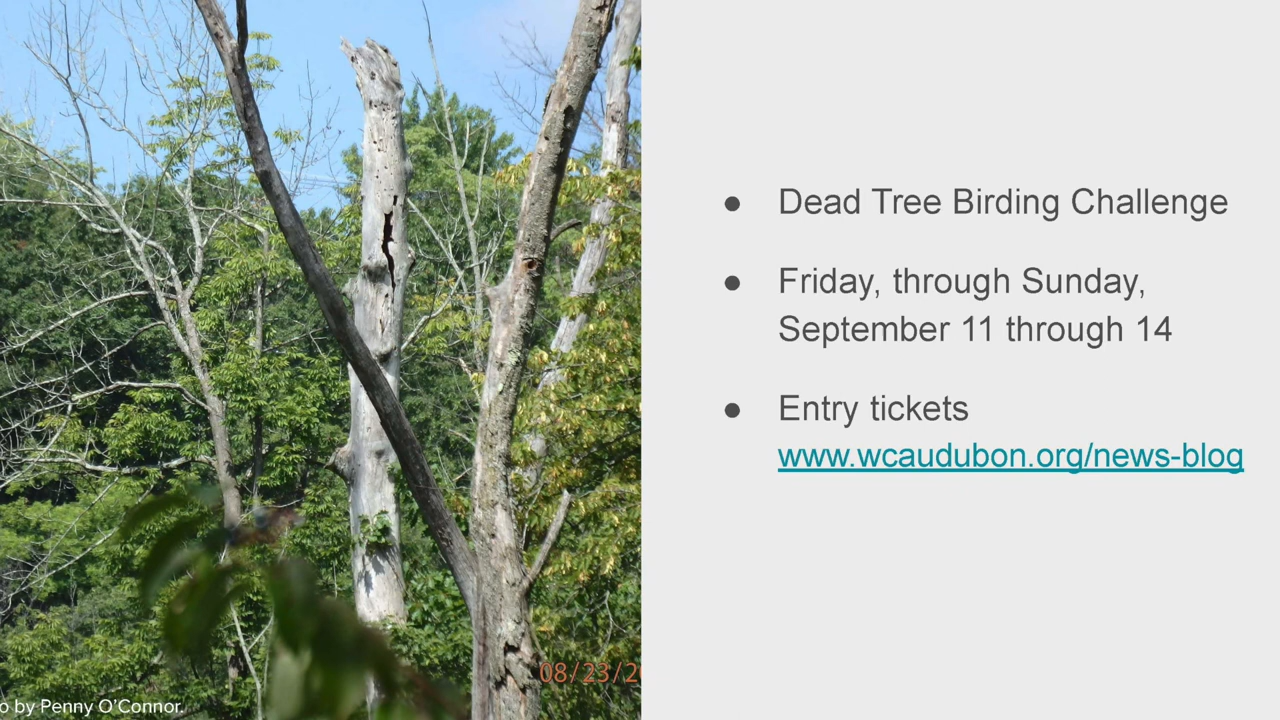 Dead Tree Birding Challenge
Friday, through Sunday,
September 11 through 14
Entry tickets
www.wcaudubon.org/news-blog
08/23/2
o by Penny O'Connor.